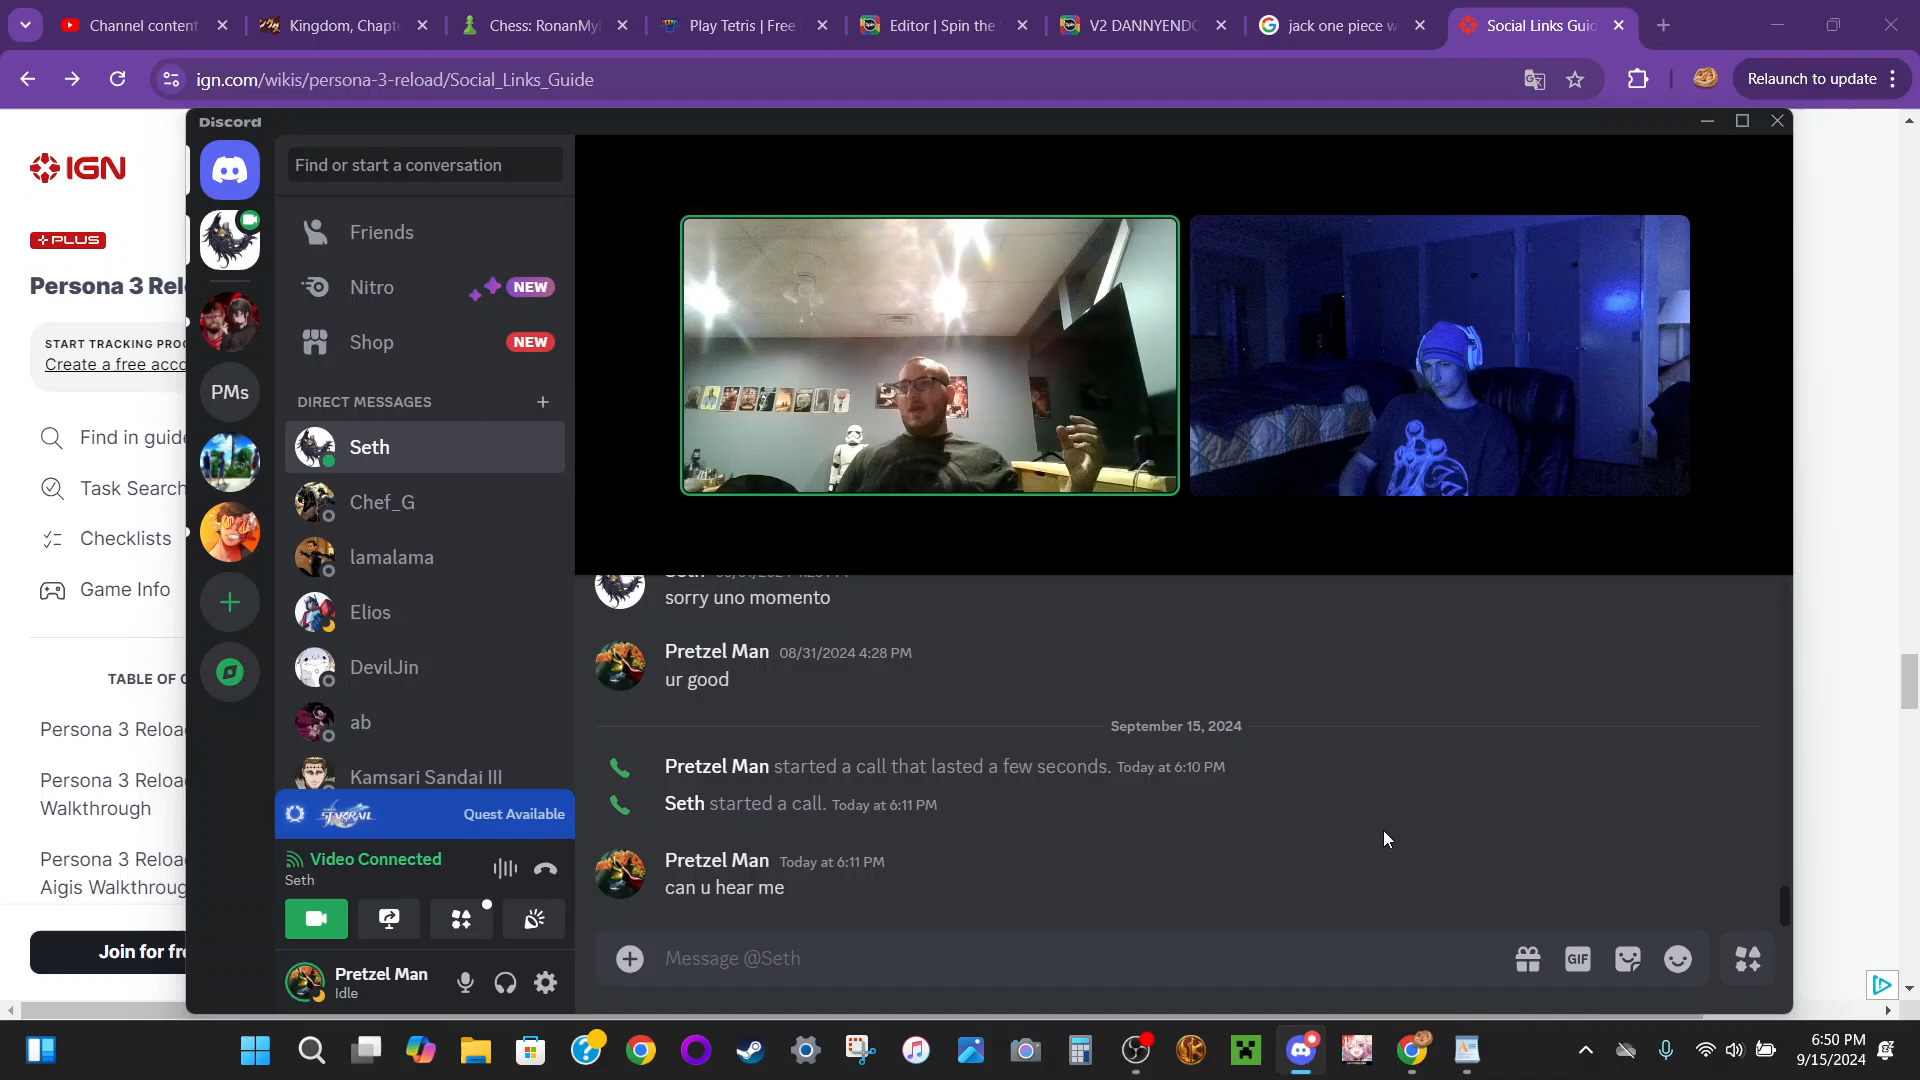 Channel content
Kingdom, Chapte
Chess: RonanMy
Play Tetris | Free
Editor | Spin the
V2 DANNYENDC
jack one piece w
Social Links Guid
ign.com/wikis/persona-3-reload/Social_Links_Guide
Relaunch to update
Discord
IGN
+PLUS
Persona 3 Rel
START TRACKING PRO
Create a free acco
Find in guide
Task Search
Checklists
Game Info
TABLE OF
Persona 3 Reloa
Persona 3 Reloa
Walkthrough
Persona 3 Reloa
Aigis Walkthroug
Join for fr
PMs
Find or start a conversation
Friends
Nitro
NEW
Shop
NEW
DIRECT MESSAGES
Seth
Chef_G
lamalama
Elios
DevilJin
ab
Kamsari Sandai III
STARRAIL
Quest Available
Video Connected
Seth
Pretzel Man
Idle
sorry uno momento
Pretzel Man 08/31/2024 4:28 PM
ur good
September 15, 2024
Pretzel Man started a call that lasted a few seconds. Today at 6:10 PM
Seth started a call. Today at 6:11 PM
Pretzel Man Today at 6:11 PM
can u hear me
Message @Seth
GIF
6:50 PM
9/15/2024